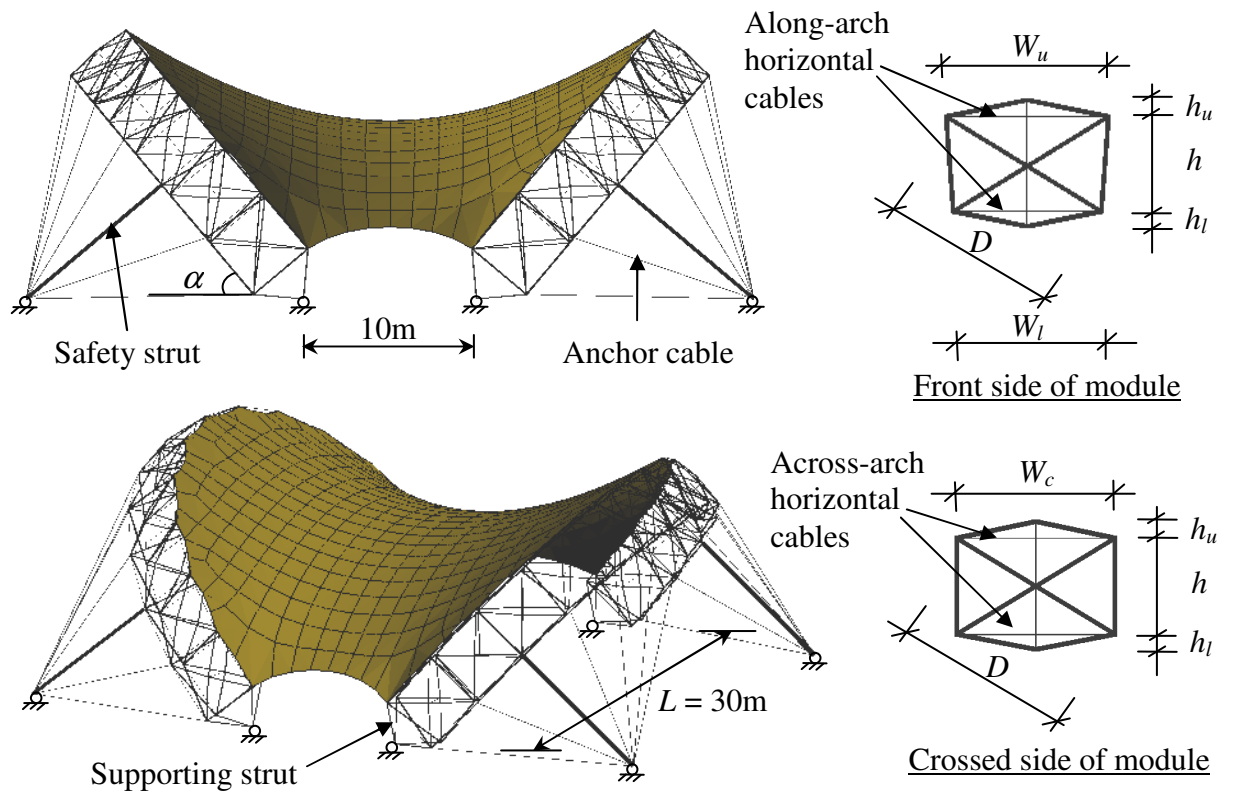 Along-arch
horizontal
cables
W_u
h_u
h
h_l
D
W_l
Front side of module
α
10m
Safety strut
Anchor cable
Across-arch
horizontal
cables
W_c
h_u
h
h_l
D
Crossed side of module
L = 30m
Supporting strut